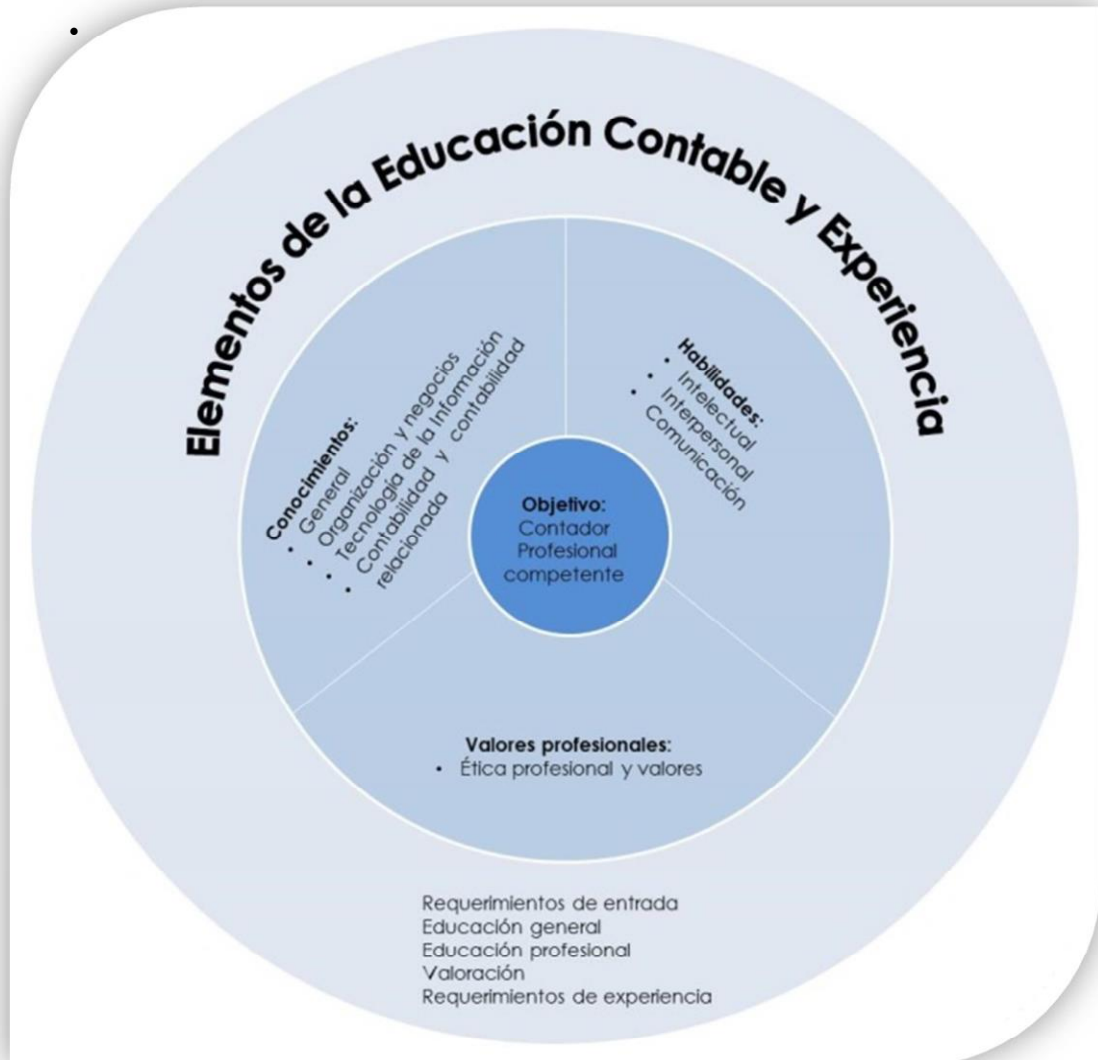 •
Elementos de la Educación Contable y Experiencia
Conocimientos:
• General
• Organización y negocios
• Tecnología de la Información
• Contabilidad y contabilidad
relacionada
Habilidades:
• Intelectual
• Interpersonal
• Comunicación
Objetivo:
Contador
Profesional
competente
Valores profesionales:
• Ética profesional y valores
Requerimientos de entrada
Educación general
Educación profesional
Valoración
Requerimientos de experiencia